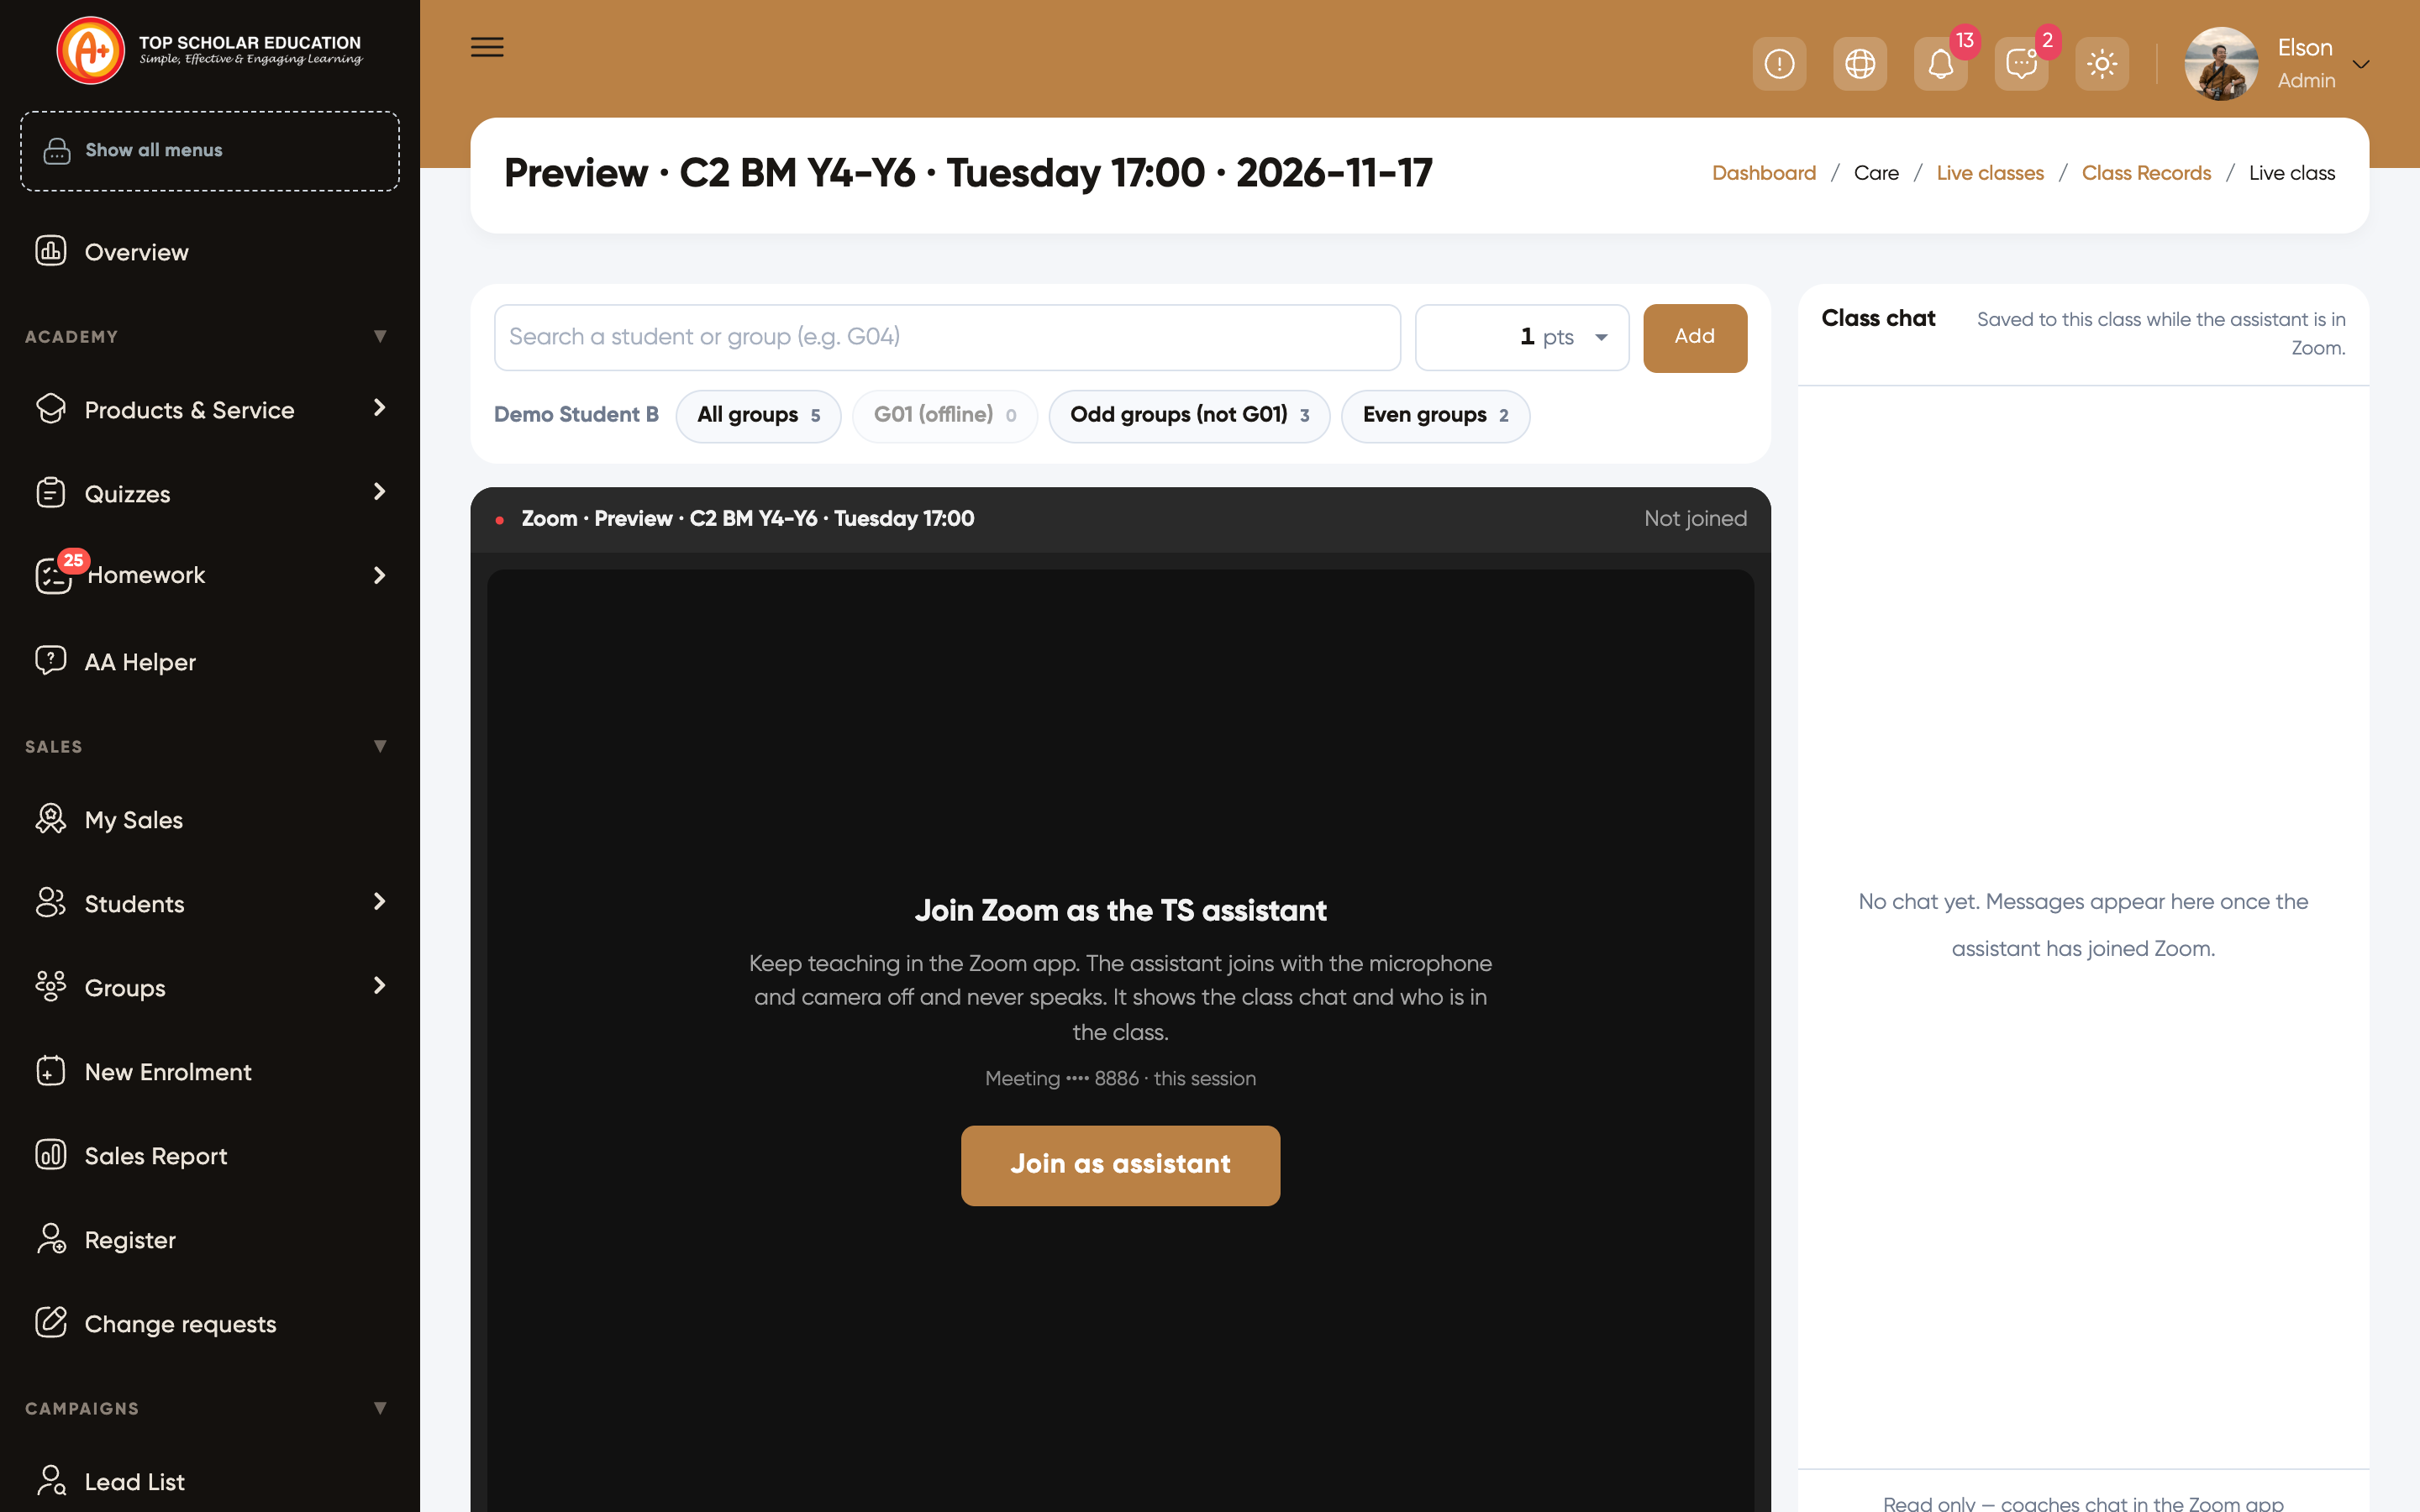 A+
TOP SCHOLAR EDUCATION
Simple, Effective & Engaging Learning
Show all menus
Overview
ACADEMY
Products & Service
Quizzes
25
Homework
AA Helper
SALES
My Sales
Students
Groups
New Enrolment
Sales Report
Register
Change requests
CAMPAIGNS
Lead List
13
2
Elson
Admin
Preview · C2 BM Y4-Y6 · Tuesday 17:00 · 2026-11-17
Dashboard / Care / Live classes / Class Records / Live class
Search a student or group (e.g. G04)
1 pts
Add
Demo Student B
All groups 5
G01 (offline) 0
Odd groups (not G01) 3
Even groups 2
Zoom · Preview · C2 BM Y4-Y6 · Tuesday 17:00
Not joined
Join Zoom as the TS assistant
Keep teaching in the Zoom app. The assistant joins with the microphone
and camera off and never speaks. It shows the class chat and who is in
the class.
Meeting •••• 8886 · this session
Join as assistant
Class chat
Saved to this class while the assistant is in
Zoom.
No chat yet. Messages appear here once the
assistant has joined Zoom.
Read only — coaches chat in the Zoom app